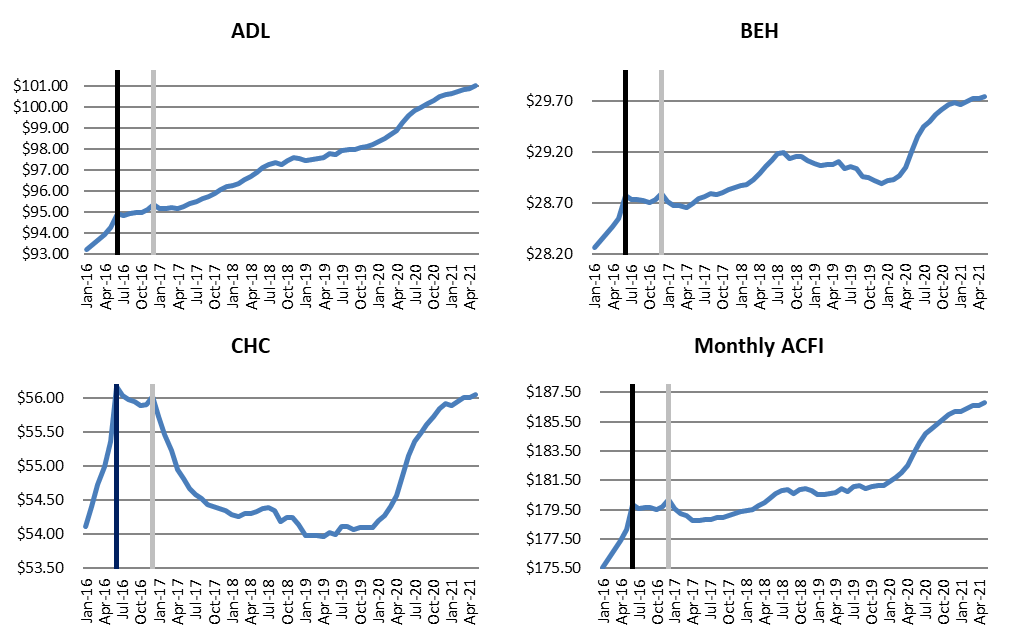 ADL
$101.00
$100.00
$99.00
$98.00
$97.00
$96.00
$95.00
$94.00
$93.00
Jan-16
Apr-16
Jul-16
Oct-16
Jan-17
Apr-17
Jul-17
Oct-17
Jan-18
Apr-18
Jul-18
Oct-18
Jan-19
Apr-19
Jul-19
Oct-19
Jan-20
Apr-20
Jul-20
Oct-20
Jan-21
Apr-21
BEH
$29.70
$29.20
$28.70
$28.20
Jan-16
Apr-16
Jul-16
Oct-16
Jan-17
Apr-17
Jul-17
Oct-17
Jan-18
Apr-18
Jul-18
Oct-18
Jan-19
Apr-19
Jul-19
Oct-19
Jan-20
Apr-20
Jul-20
Oct-20
Jan-21
Apr-21
CHC
$56.00
$55.50
$55.00
$54.50
$54.00
$53.50
Jan-16
Apr-16
Jul-16
Oct-16
Jan-17
Apr-17
Jul-17
Oct-17
Jan-18
Apr-18
Jul-18
Oct-18
Jan-19
Apr-19
Jul-19
Oct-19
Jan-20
Apr-20
Jul-20
Oct-20
Jan-21
Apr-21
Monthly ACFI
$187.50
$185.50
$183.50
$181.50
$179.50
$177.50
$175.50
Jan-16
Apr-16
Jul-16
Oct-16
Jan-17
Apr-17
Jul-17
Oct-17
Jan-18
Apr-18
Jul-18
Oct-18
Jan-19
Apr-19
Jul-19
Oct-19
Jan-20
Apr-20
Jul-20
Oct-20
Jan-21
Apr-21